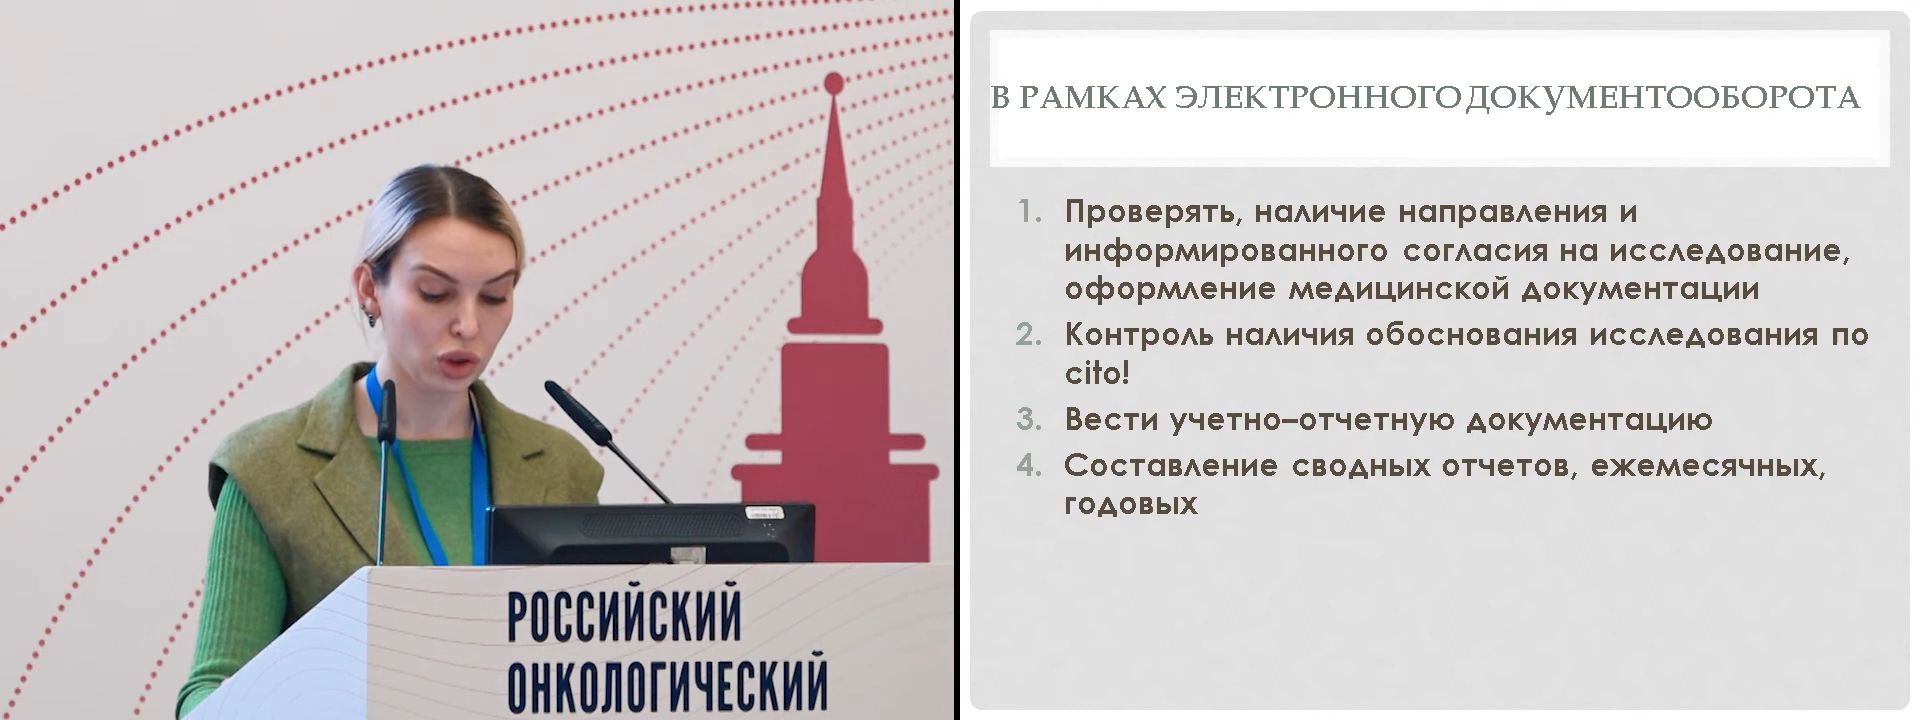 РОССИЙСКИЙ
ОНКОЛОГИЧЕСКИЙ
В РАМКАХ ЭЛЕКТРОННОГО ДОКУМЕНТООБОРОТА
1. Проверять, наличие направления и
информированного согласия на исследование,
оформление медицинской документации
2. Контроль наличия обоснования исследования по
cito!
3. Вести учетно–отчетную документацию
4. Составление сводных отчетов, ежемесячных,
годовых